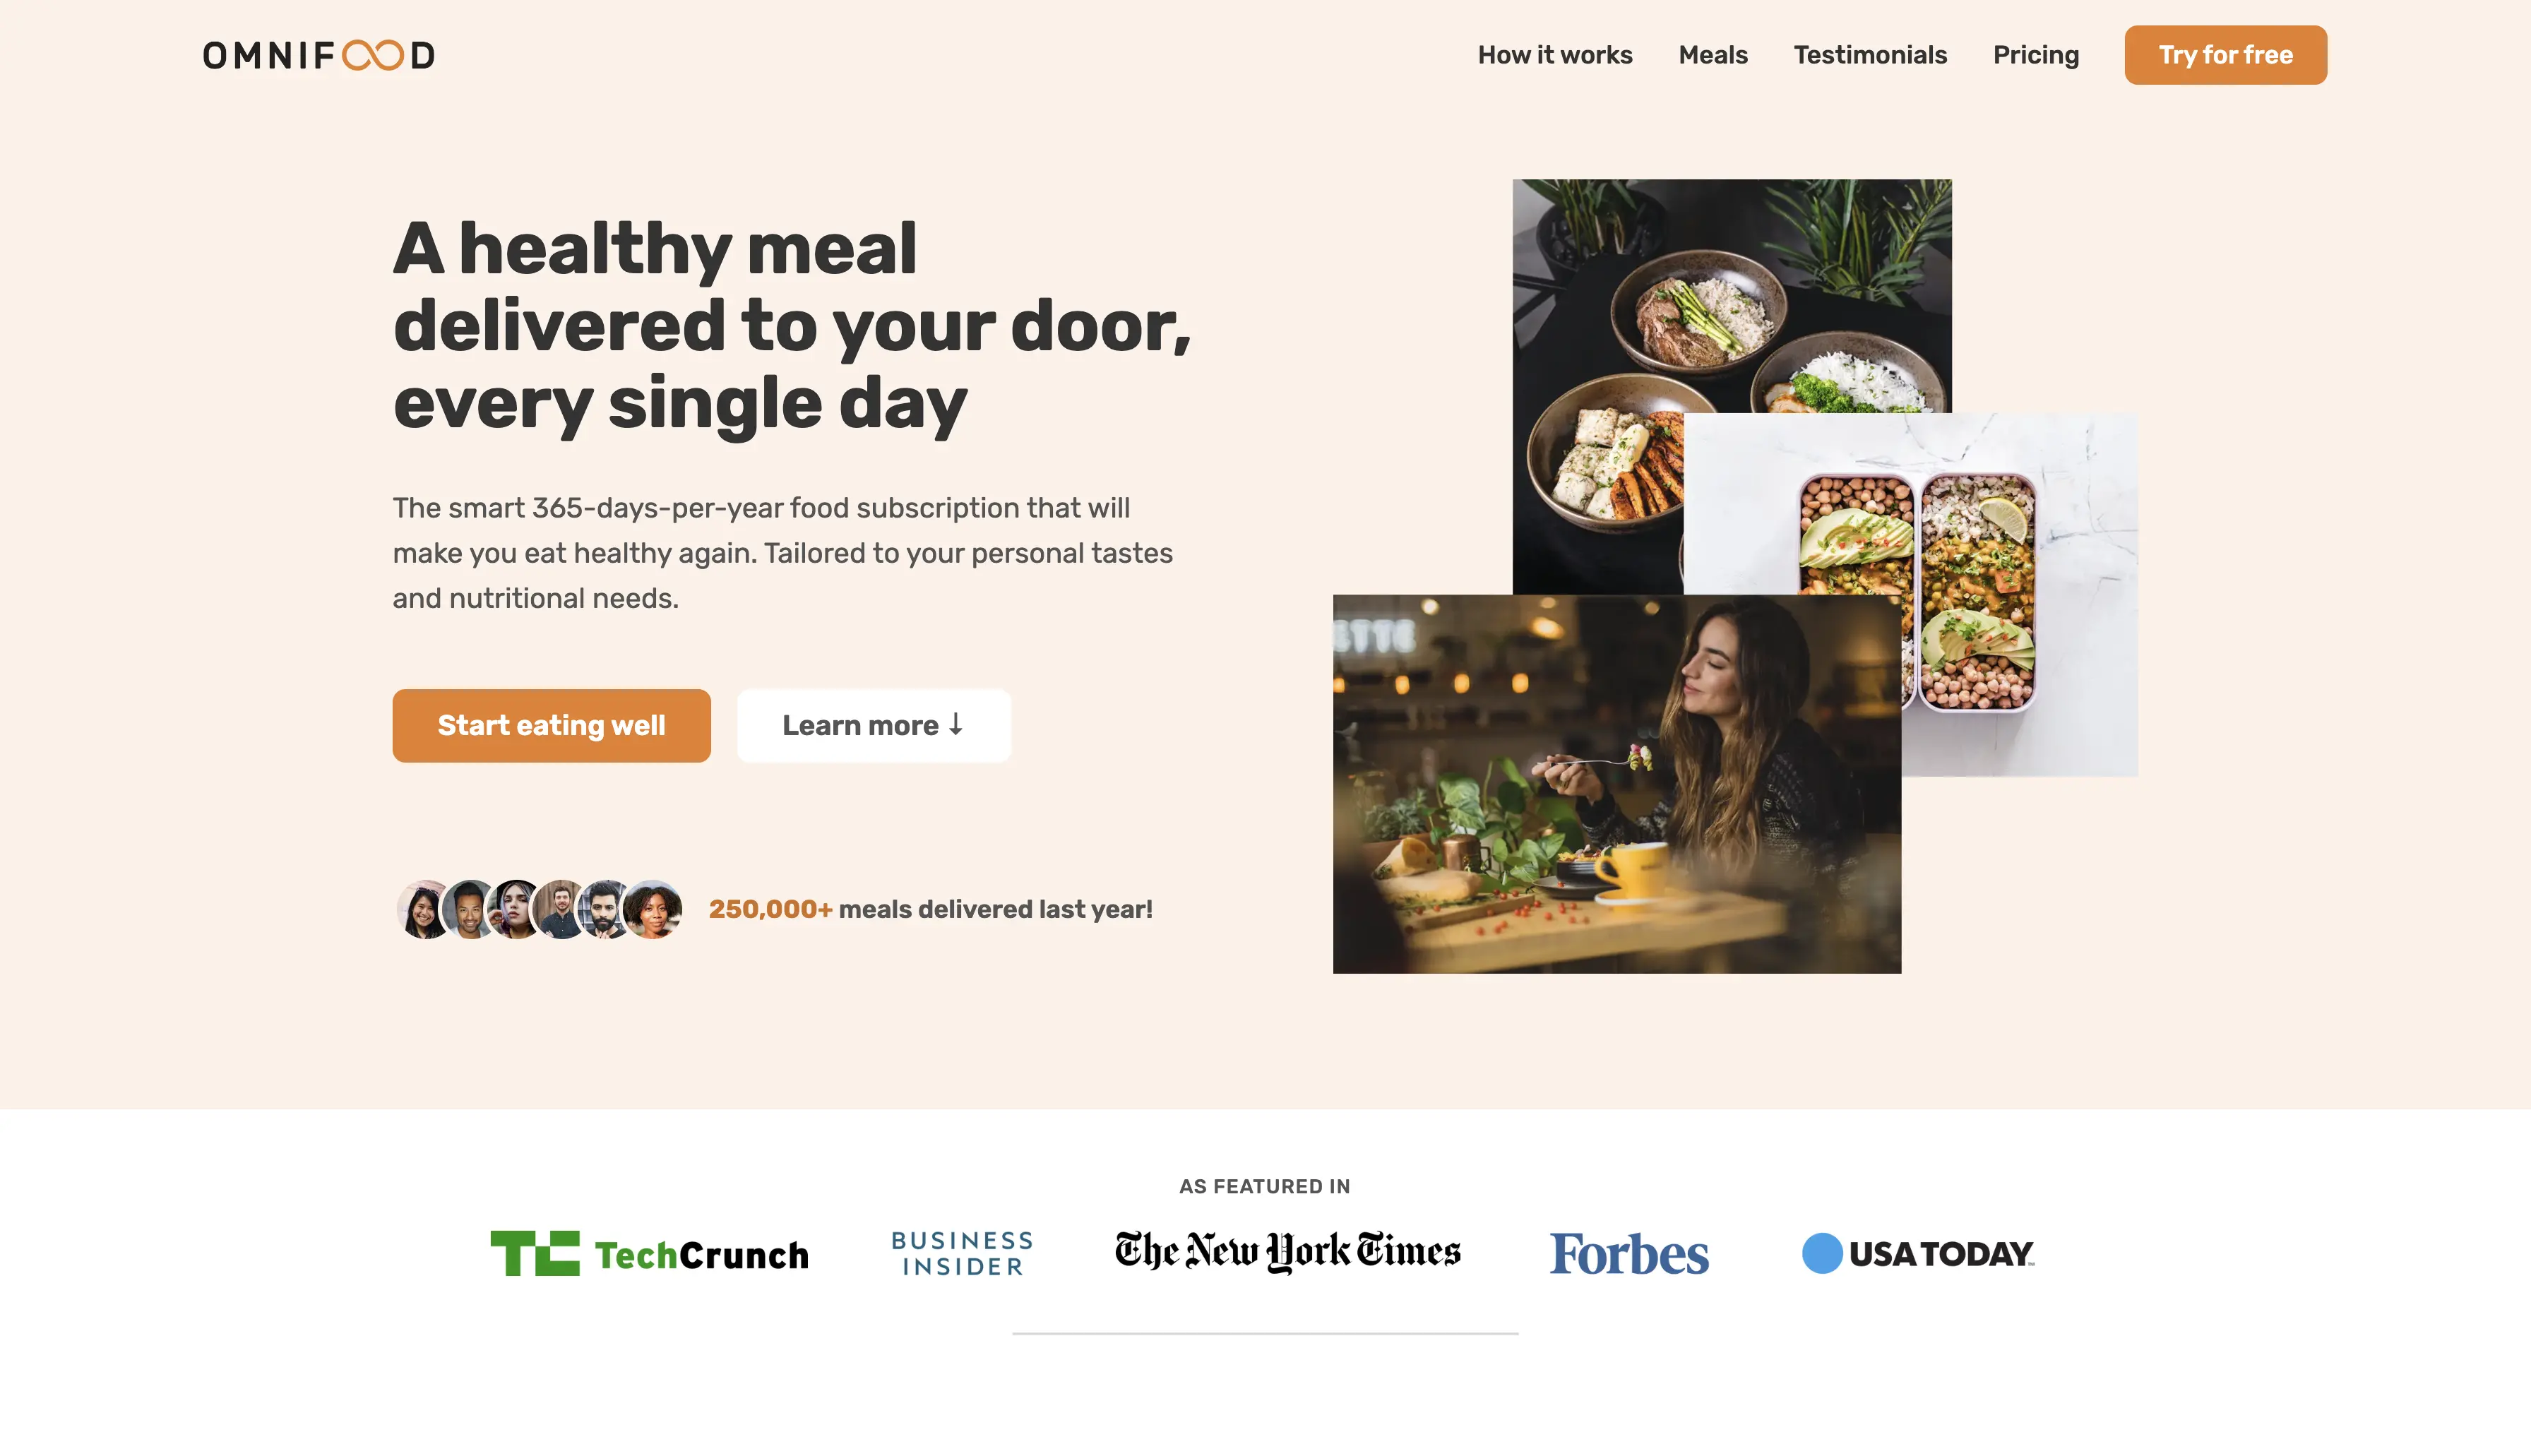 OMNIFOOD
How it works
Meals
Testimonials
Pricing
Try for free
A healthy meal
delivered to your door,
every single day
The smart 365-days-per-year food subscription that will
make you eat healthy again. Tailored to your personal tastes
and nutritional needs.
Start eating well
Learn more ↓
250,000+ meals delivered last year!
ETTE
AS FEATURED IN
TC TechCrunch
BUSINESS
INSIDER
The New York Times
Forbes
USA TODAY™